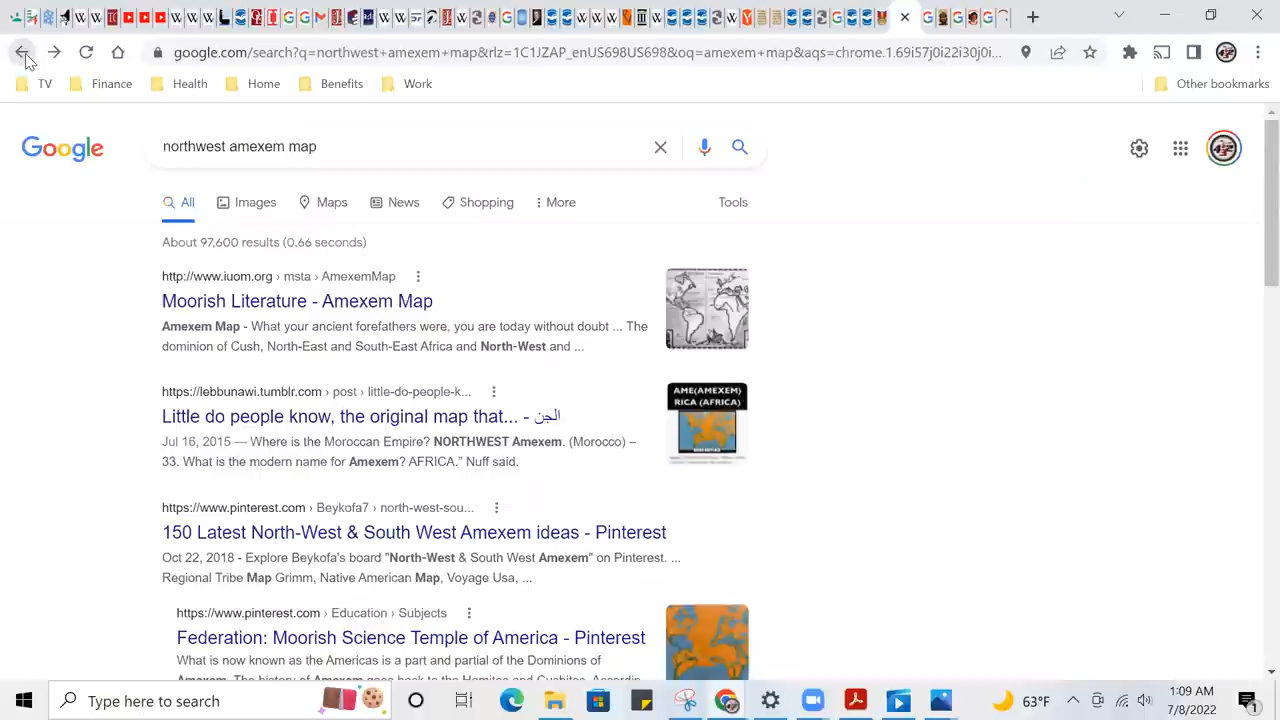 google.com/search?q=northwest+amexem+map&rlz=1C1JZAP_enUS698US698&oq=amexem+map&aqs=chrome.1.69i57j0i22i30j0i...
TV Finance Health Home Benefits Work Other bookmarks
Google northwest amexem map
All Images Maps News Shopping More Tools
About 97,600 results (0.66 seconds)
http://www.iuom.org › msta › AmexemMap
Moorish Literature - Amexem Map
Amexem Map - What your ancient forefathers were, you are today without doubt ... The
dominion of Cush, North-East and South-East Africa and North-West and ...
https://lebbunawi.tumblr.com › post › little-do-people-k...
Little do people know, the original map that... - الجن
Jul 16, 2015 — Where is the Moroccan Empire? NORTHWEST Amexem. (Morocco) –
33. What is the modern name for Amexem? AFRICA – Nuff said.
AME(AMEXEM)
RICA (AFRICA)
https://www.pinterest.com › Beykofa7 › north-west-sou...
150 Latest North-West & South West Amexem ideas - Pinterest
Oct 22, 2018 - Explore Beykofa's board "North-West & South West Amexem" on Pinterest. ...
Regional Tribe Map Grimm, Native American Map, Voyage Usa, ...
https://www.pinterest.com › Education › Subjects
Federation: Moorish Science Temple of America - Pinterest
What is now known as the Americas is a part and partial of the Dominions of
Type here to search
63°F
1:09 AM
7/8/2022